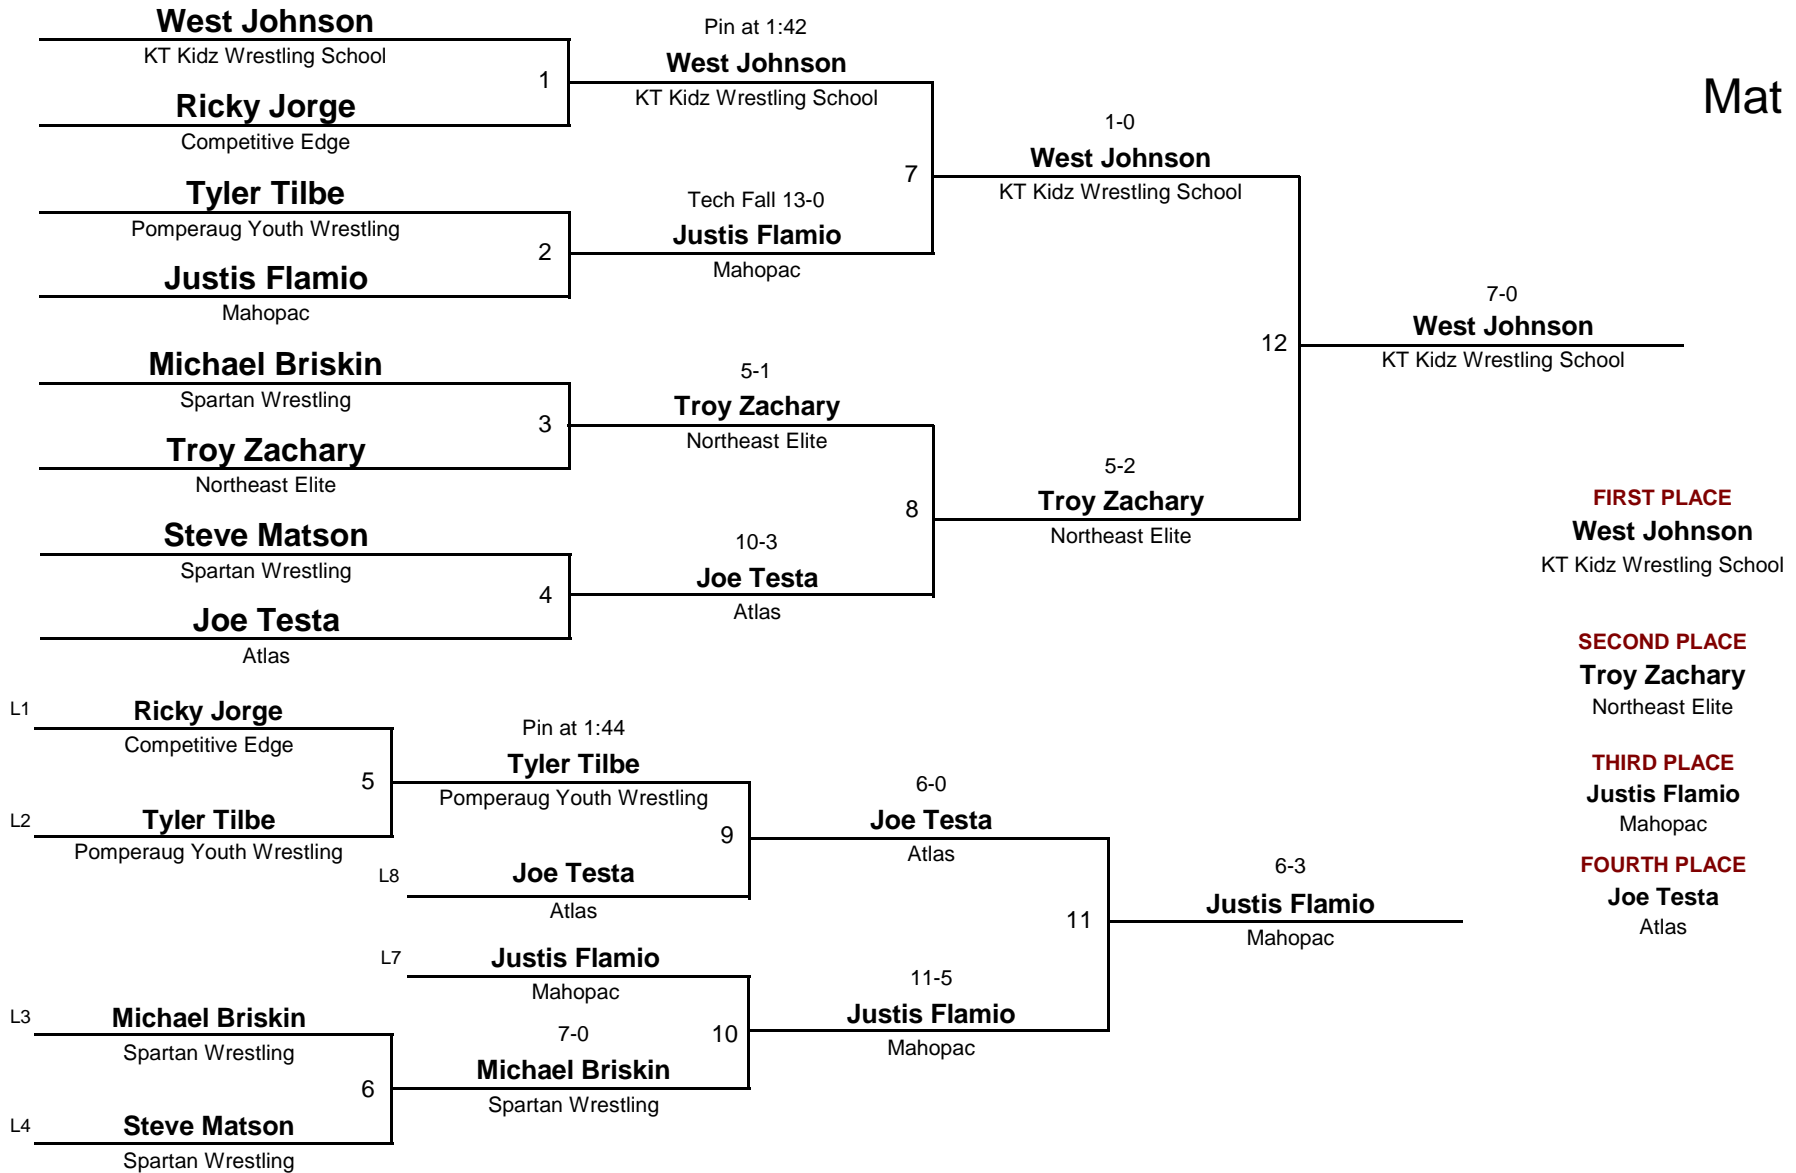 West Johnson
KT Kidz Wrestling School
1
Ricky Jorge
Competitive Edge
Tyler Tilbe
Pomperaug Youth Wrestling
2
Justis Flamio
Mahopac
Michael Briskin
Spartan Wrestling
3
Troy Zachary
Northeast Elite
Steve Matson
Spartan Wrestling
4
Joe Testa
Atlas
Pin at 1:42
West Johnson
KT Kidz Wrestling School
7
Tech Fall 13-0
Justis Flamio
Mahopac
5-1
Troy Zachary
Northeast Elite
8
10-3
Joe Testa
Atlas
1-0
West Johnson
KT Kidz Wrestling School
12
5-2
Troy Zachary
Northeast Elite
7-0
West Johnson
KT Kidz Wrestling School
Mat
FIRST PLACE
West Johnson
KT Kidz Wrestling School
SECOND PLACE
Troy Zachary
Northeast Elite
THIRD PLACE
Justis Flamio
Mahopac
FOURTH PLACE
Joe Testa
Atlas
L1
Ricky Jorge
Competitive Edge
5
L2
Tyler Tilbe
Pomperaug Youth Wrestling
Pin at 1:44
Tyler Tilbe
Pomperaug Youth Wrestling
9
L8
Joe Testa
Atlas
L7
Justis Flamio
Mahopac
10
L3
Michael Briskin
Spartan Wrestling
6
L4
Steve Matson
Spartan Wrestling
7-0
Michael Briskin
Spartan Wrestling
6-0
Joe Testa
Atlas
11
11-5
Justis Flamio
Mahopac
6-3
Justis Flamio
Mahopac